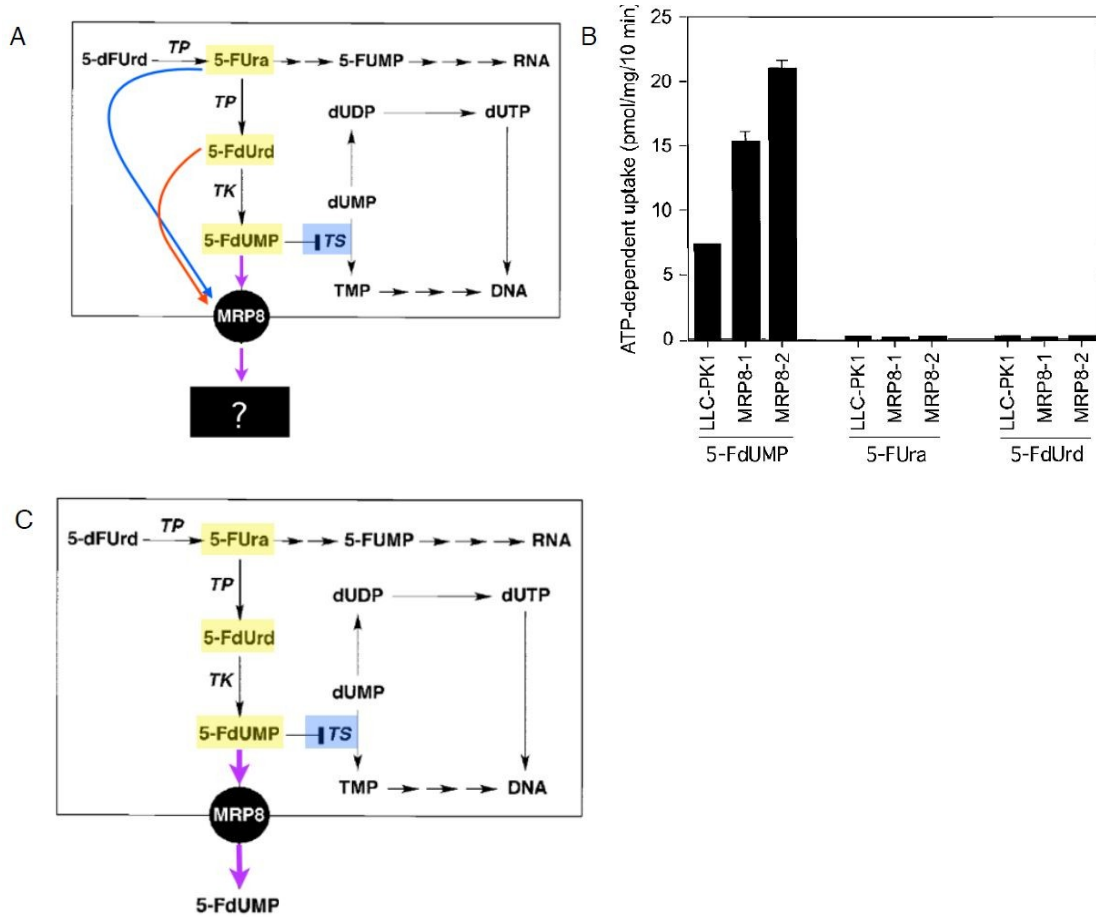 A
5-dFUrd TP 5-FUra 5-FUMP RNA
TP
dUDP dUTP
5-FdUrd
TK
dUMP
5-FdUMP TS
TMP DNA
MRP8
?
B
ATP-dependent uptake (pmol/mg/10 min)
25
20
15
10
5
0
LLC-PK1 MRP8-1 MRP8-2 LLC-PK1 MRP8-1 MRP8-2 LLC-PK1 MRP8-1 MRP8-2
5-FdUMP 5-FUra 5-FdUrd
C
5-dFUrd TP 5-FUra 5-FUMP RNA
TP
dUDP dUTP
5-FdUrd
TK
dUMP
5-FdUMP TS
TMP DNA
MRP8
5-FdUMP